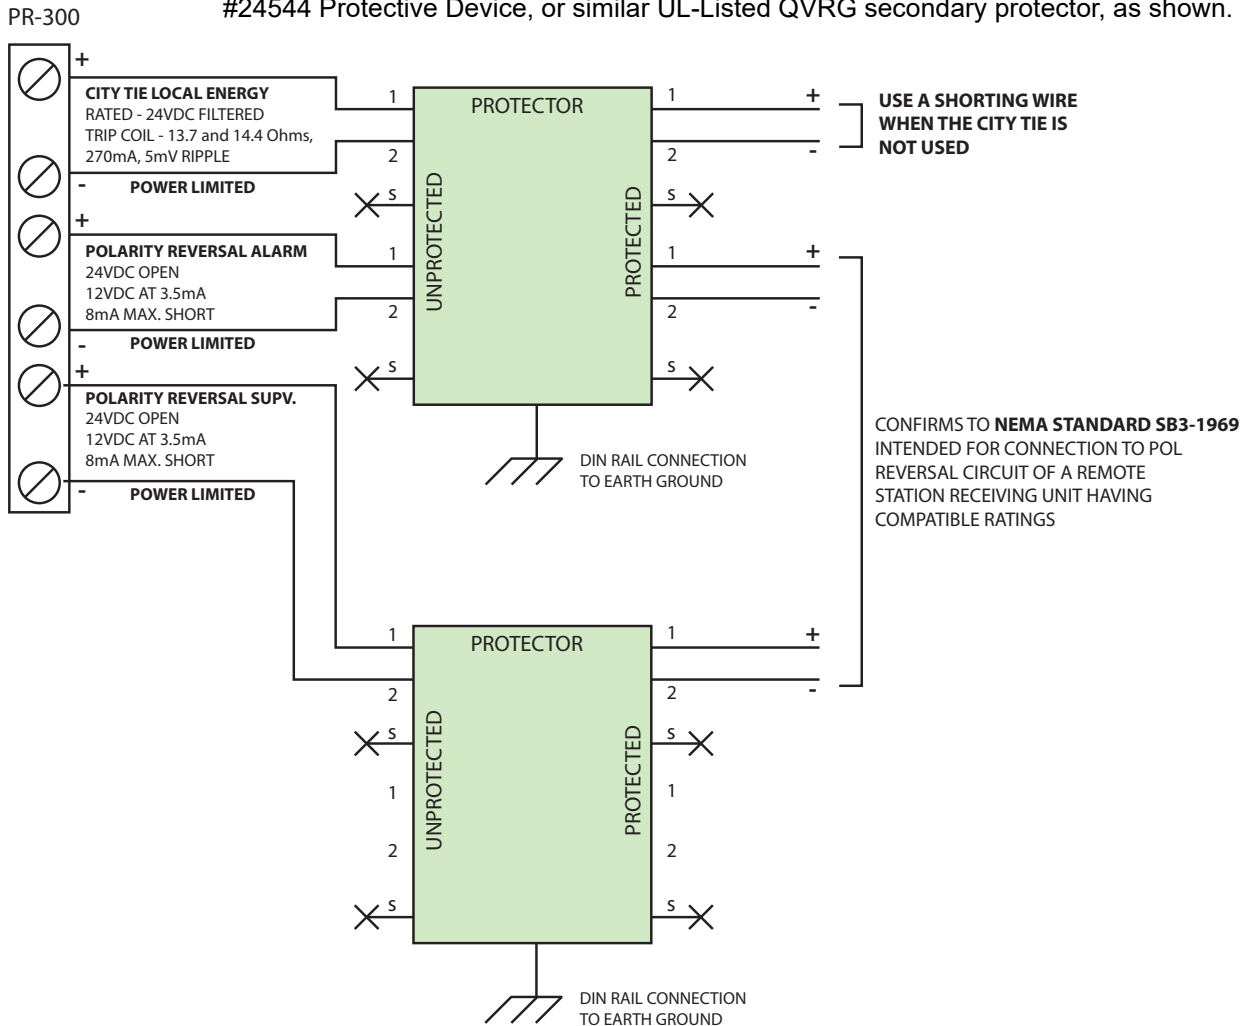 #24544 Protective Device, or similar UL-Listed QVRG secondary protector, as shown.
PR-300
+
CITY TIE LOCAL ENERGY
RATED - 24VDC FILTERED
TRIP COIL - 13.7 and 14.4 Ohms,
270mA, 5mV RIPPLE
-
POWER LIMITED
+
POLARITY REVERSAL ALARM
24VDC OPEN
12VDC AT 3.5mA
8mA MAX. SHORT
-
POWER LIMITED
+
POLARITY REVERSAL SUPV.
24VDC OPEN
12VDC AT 3.5mA
8mA MAX. SHORT
-
POWER LIMITED
PROTECTOR
UNPROTECTED
PROTECTED
1
2
S
1
2
S
1
2
S
1
2
S
+
-
+
-
USE A SHORTING WIRE
WHEN THE CITY TIE IS
NOT USED
DIN RAIL CONNECTION
TO EARTH GROUND
CONFIRMS TO NEMA STANDARD SB3-1969
INTENDED FOR CONNECTION TO POL
REVERSAL CIRCUIT OF A REMOTE
STATION RECEIVING UNIT HAVING
COMPATIBLE RATINGS
PROTECTOR
UNPROTECTED
PROTECTED
1
2
S
1
2
S
1
2
S
1
2
S
+
-
DIN RAIL CONNECTION
TO EARTH GROUND